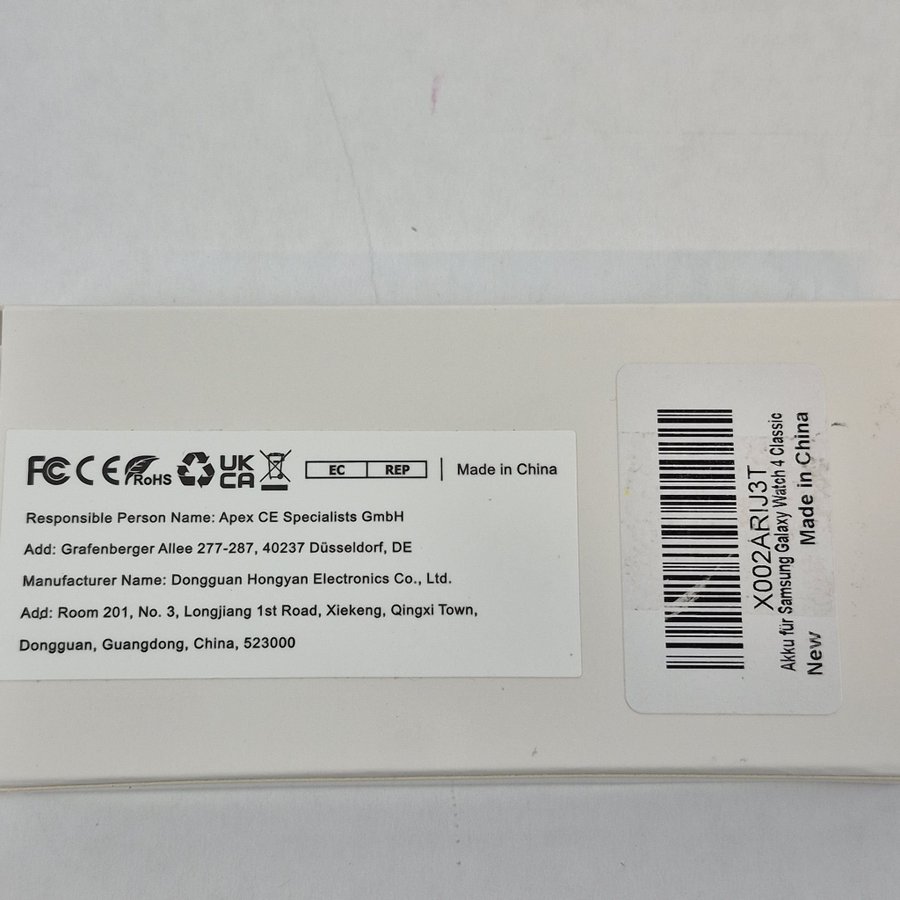 FC CE RoHS UK CA EC REP | Made in China
Responsible Person Name: Apex CE Specialists GmbH
Add: Grafenberger Allee 277-287, 40237 Düsseldorf, DE
Manufacturer Name: Dongguan Hongyan Electronics Co., Ltd.
Add: Room 201, No. 3, Longjiang 1st Road, Xiekeng, Qingxi Town,
Dongguan, Guangdong, China, 523000
X002ARIJ3T
Akku für Samsung Galaxy Watch 4 Classic
New Made in China